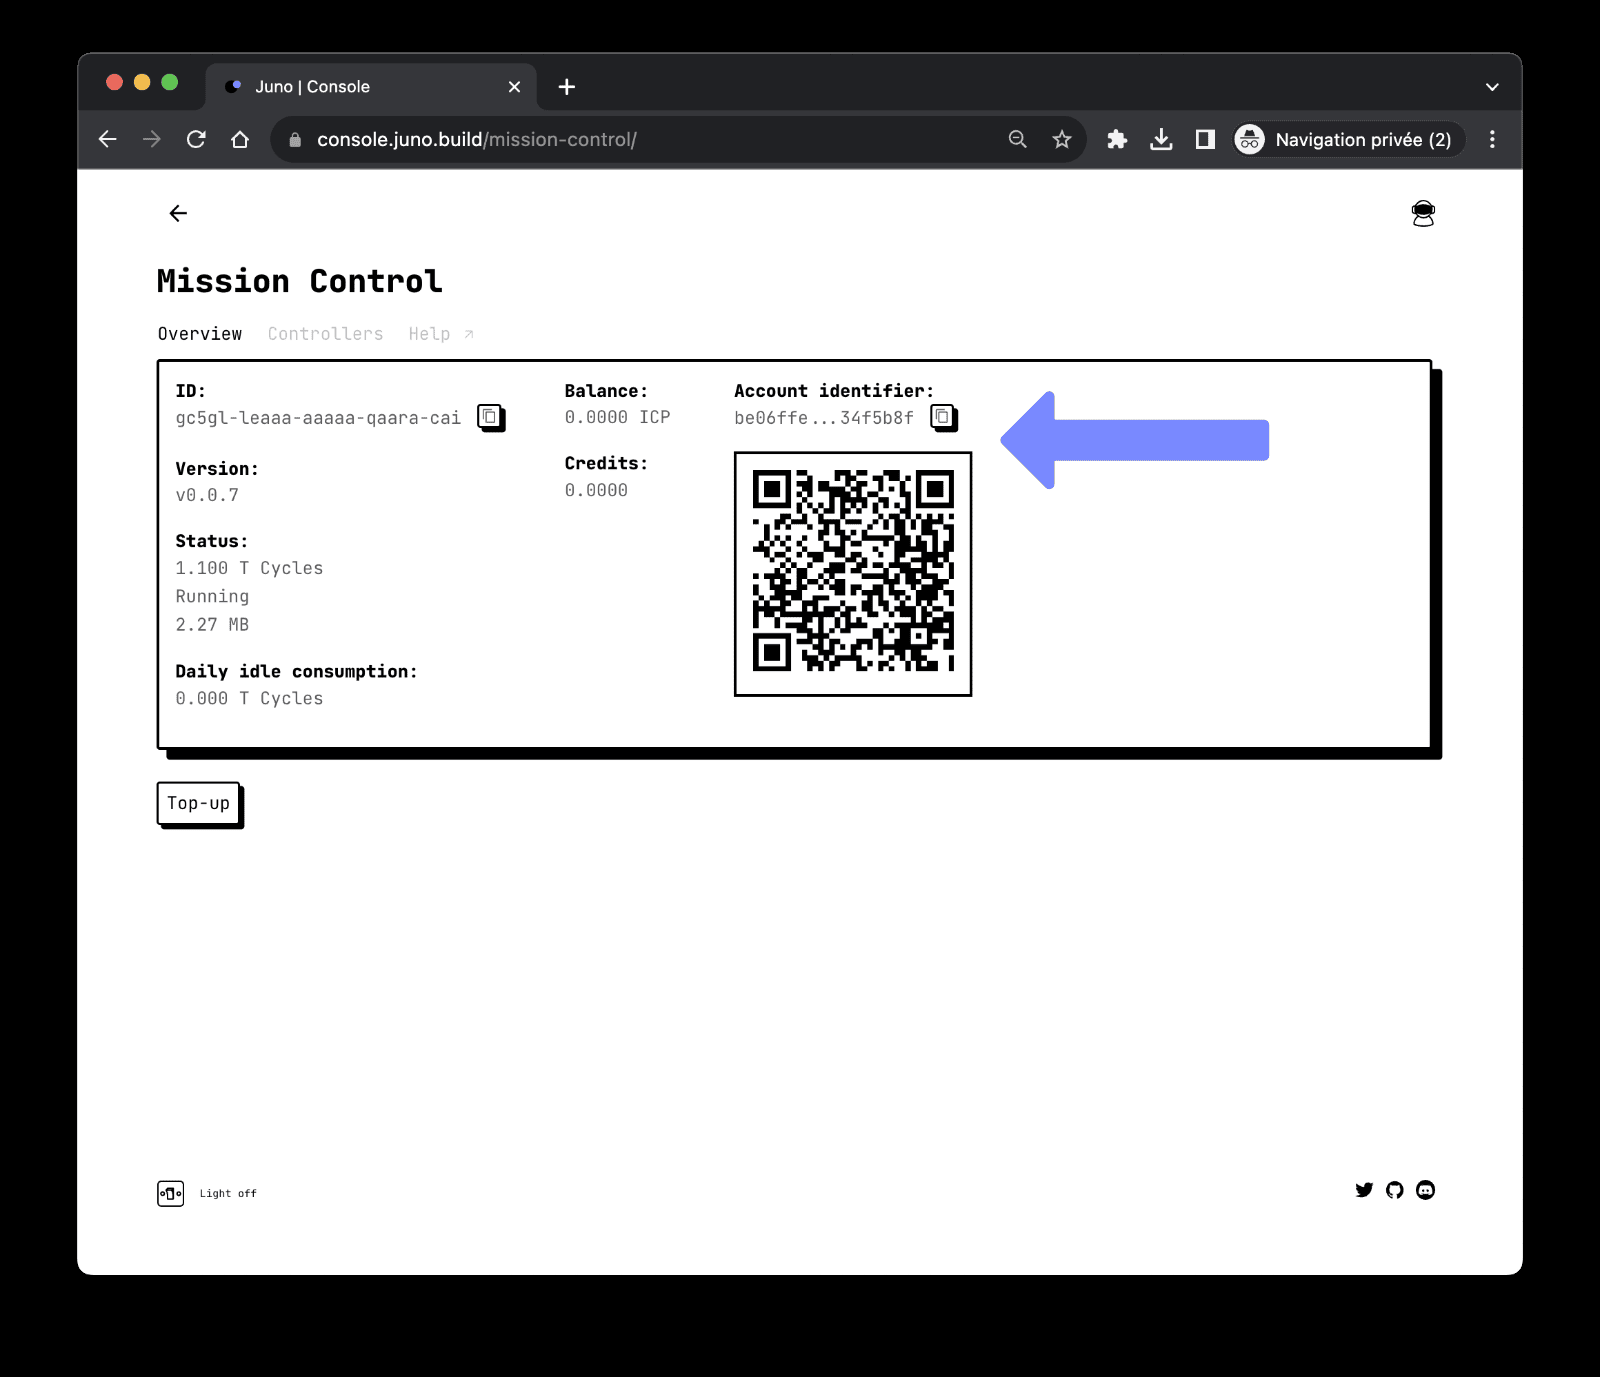 Juno | Console
console.juno.build/mission-control/
Navigation privée (2)
Mission Control
Overview Controllers Help
ID:
gc5gl-leaaa-aaaaa-qaara-cai
Version:
v0.0.7
Status:
1.100 T Cycles
Running
2.27 MB
Daily idle consumption:
0.000 T Cycles
Balance:
0.0000 ICP
Credits:
0.0000
Account identifier:
be06ffe...34f5b8f
Top-up
Light off